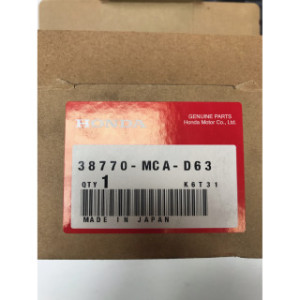 HONDA
GENUINE PARTS
Honda Motor Co., Ltd.
38770-MCA-D63
QTY 1 K6T31
MADE IN JAPAN